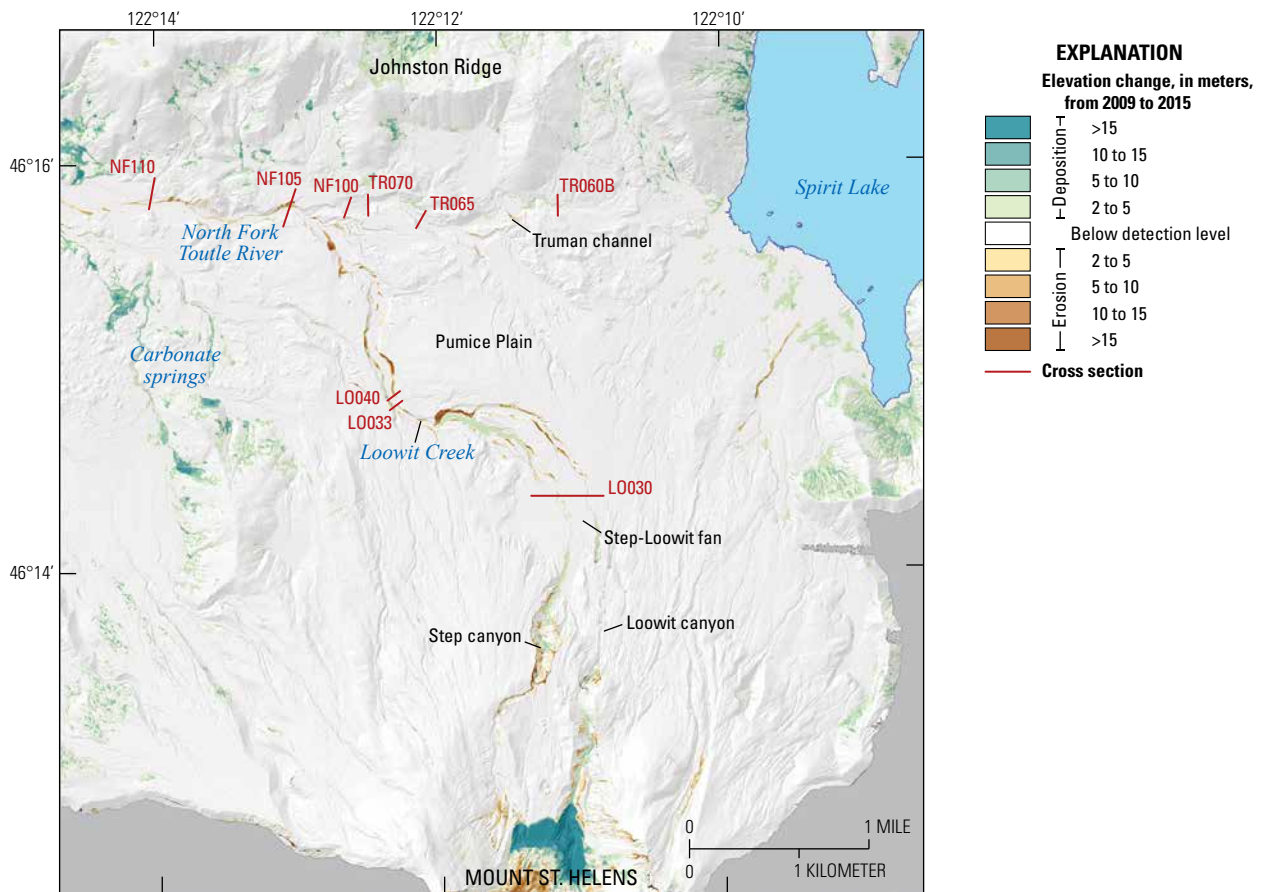 122°14′
122°12′
122°10′
Johnston Ridge
46°16′
NF110
NF105
NF100
TR070
TR065
TR060B
Spirit Lake
North Fork
Toutle River
Truman channel
Pumice Plain
Carbonate
springs
LO040
LO033
Loowit Creek
LO030
Step-Loowit fan
46°14′
Step canyon
Loowit canyon
0
1 MILE
0
1 KILOMETER
MOUNT ST. HELENS
EXPLANATION
Elevation change, in meters,
from 2009 to 2015
Deposition
>15
10 to 15
5 to 10
2 to 5
Below detection level
Erosion
2 to 5
5 to 10
10 to 15
>15
Cross section